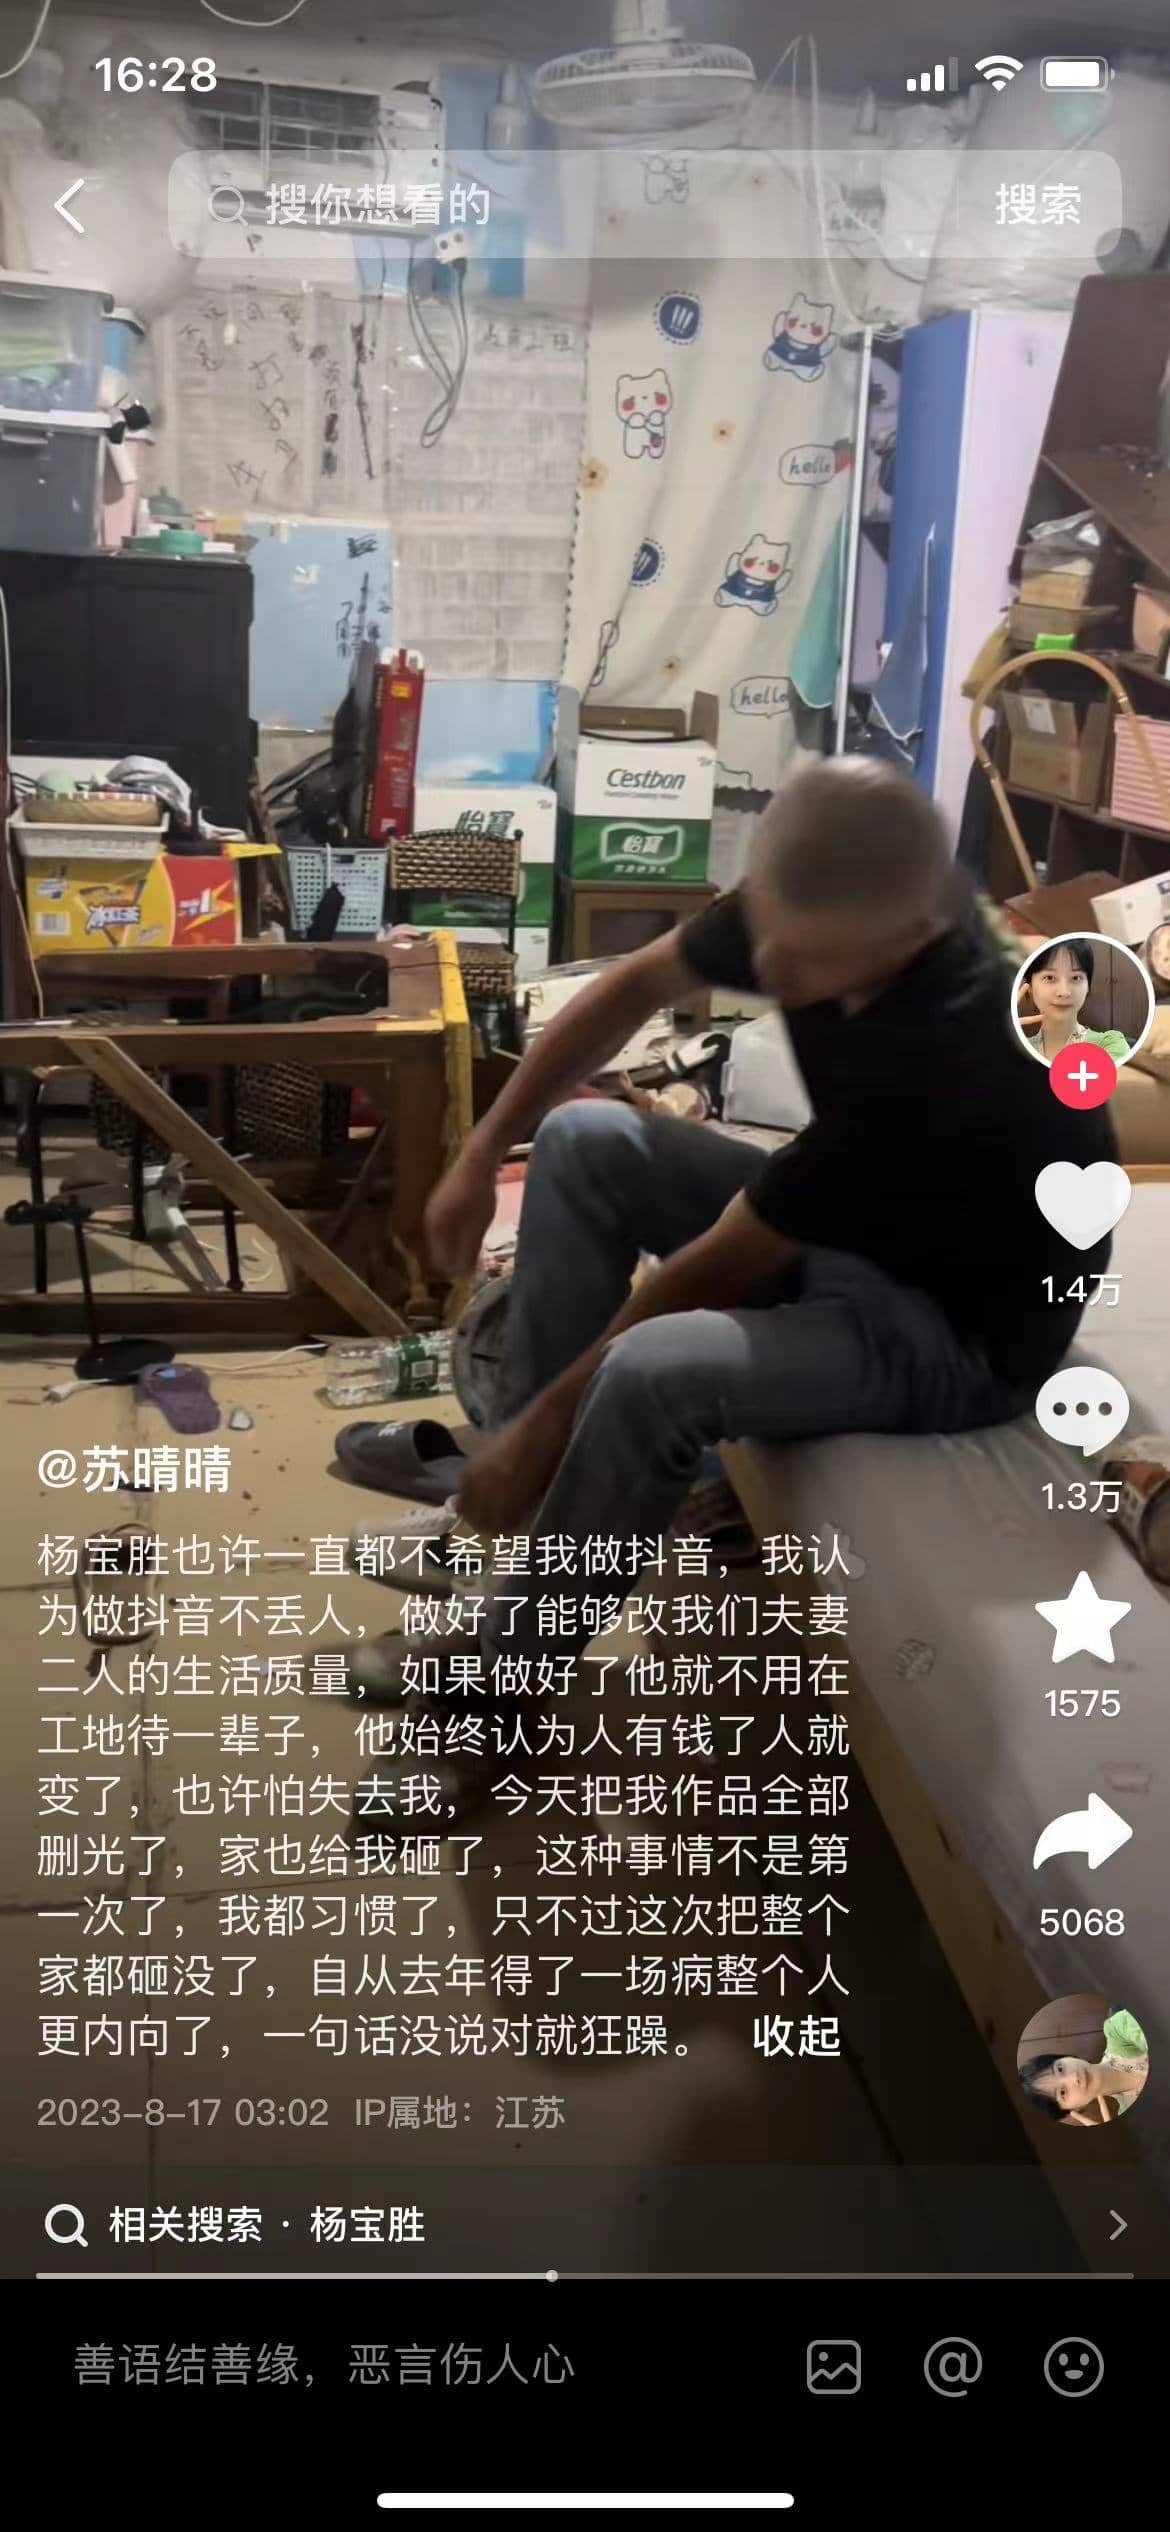 16:28
搜你想看的
搜索
hello
hello
Cestbon
怡寶
怡寶
1.4万
1.3万
@苏晴晴
杨宝胜也许一直都不希望我做抖音，我认
为做抖音不丢人，做好了能够改我们夫妻
二人的生活质量，如果做好了他就不用在
工地待一辈子，他始终认为人有钱了人就
变了，也许怕失去我，今天把我作品全部
删光了，家也给我砸了，这种事情不是第
一次了，我都习惯了，只不过这次把整个
家都砸没了，自从去年得了一场病整个人
更内向了，一句话没说对就狂躁。 收起
1575
5068
2023-8-17 03:02 IP属地：江苏
相关搜索 · 杨宝胜
善语结善缘，恶言伤人心